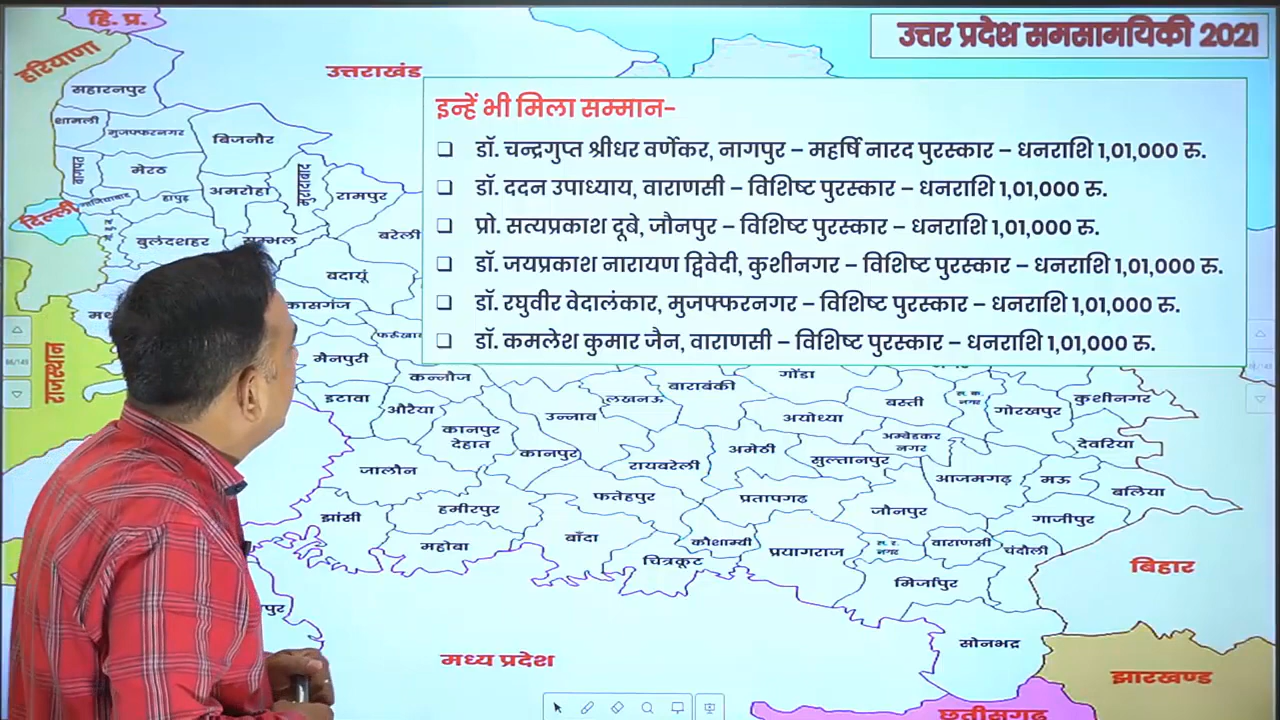 हि. प्र.
उत्तर प्रदेश समसामयिकी 2021
हरियाणा
उत्तराखंड
सहारनपुर
इन्हें भी मिला सम्मान-
शामली
मुजफ्फरनगर
बिजनौर
❑ डॉ. चन्द्रगुप्त श्रीधर वर्णेकर, नागपुर – महर्षि नारद पुरस्कार – धनराशि 1,01,000 रु.
बागपत
मेरठ
अमरोहा
मुरादाबाद
रामपुर
❑ डॉ. ददन उपाध्याय, वाराणसी – विशिष्ट पुरस्कार – धनराशि 1,01,000 रु.
दिल्ली
गाजियाबाद
हापुड़
❑ प्रो. सत्यप्रकाश दूबे, जौनपुर – विशिष्ट पुरस्कार – धनराशि 1,01,000 रु.
बुलंदशहर
सम्भल
बरेली
❑ डॉ. जयप्रकाश नारायण द्विवेदी, कुशीनगर – विशिष्ट पुरस्कार – धनराशि 1,01,000 रु.
बदायूं
❑ डॉ. रघुवीर वेदालंकार, मुजफ्फरनगर – विशिष्ट पुरस्कार – धनराशि 1,01,000 रु.
कासगंज
❑ डॉ. कमलेश कुमार जैन, वाराणसी – विशिष्ट पुरस्कार – धनराशि 1,01,000 रु.
राजस्थान
मैनपुरी
कन्नौज
बाराबंकी
गोंडा
इटावा
औरैया
उन्नाव
लखनऊ
अयोध्या
बस्ती
स. क. नगर
गोरखपुर
कुशीनगर
कानपुर
देहात
कानपुर
रायबरेली
अमेठी
सुल्तानपुर
अम्बेडकर
नगर
देवरिया
जालौन
आजमगढ़
मऊ
बलिया
झांसी
हमीरपुर
फतेहपुर
प्रतापगढ
जौनपुर
गाजीपुर
महोबा
बाँदा
चित्रकूट
कौशाम्बी
प्रयागराज
स. र. नगर
वाराणसी
चंदौली
बिहार
मिर्जापुर
सोनभद्र
मध्य प्रदेश
झारखण्ड
छत्तीसगढ़